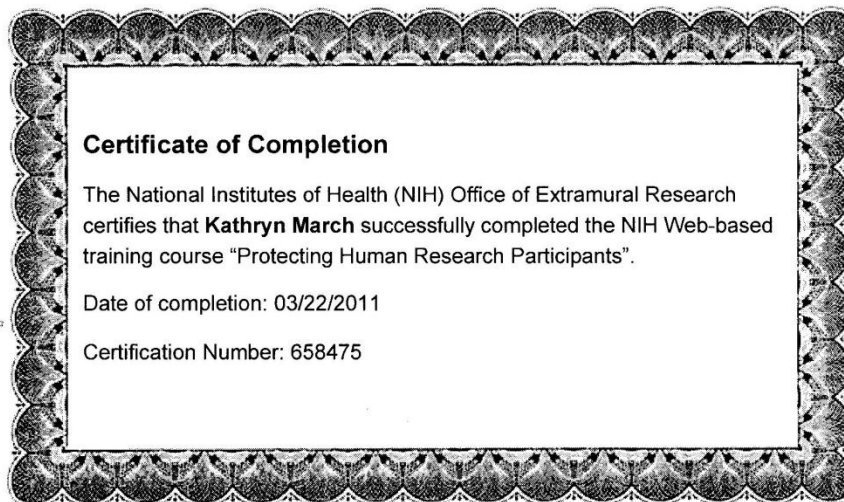 Certificate of Completion
The National Institutes of Health (NIH) Office of Extramural Research
certifies that Kathryn March successfully completed the NIH Web-based
training course “Protecting Human Research Participants”.
Date of completion: 03/22/2011
Certification Number: 658475